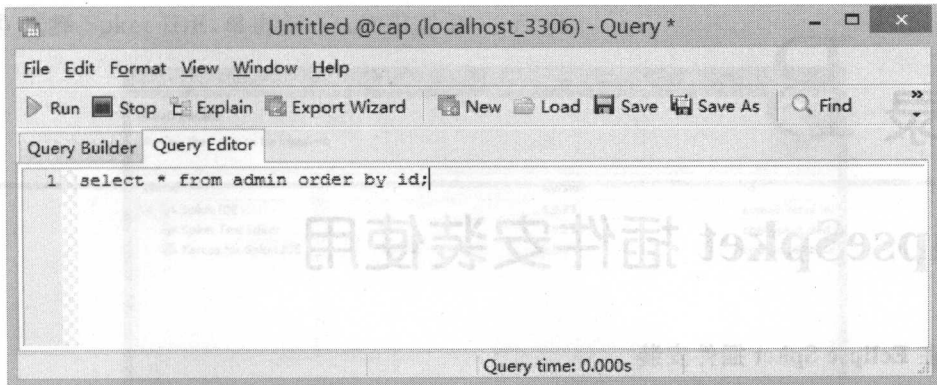 Untitled @cap (localhost_3306) - Query *
File Edit Format View Window Help
Run Stop Explain Export Wizard New Load Save Save As Find »
Query Builder Query Editor
1 select * from admin order by id;
pseSpket 插件安装使用
Query time: 0.000s